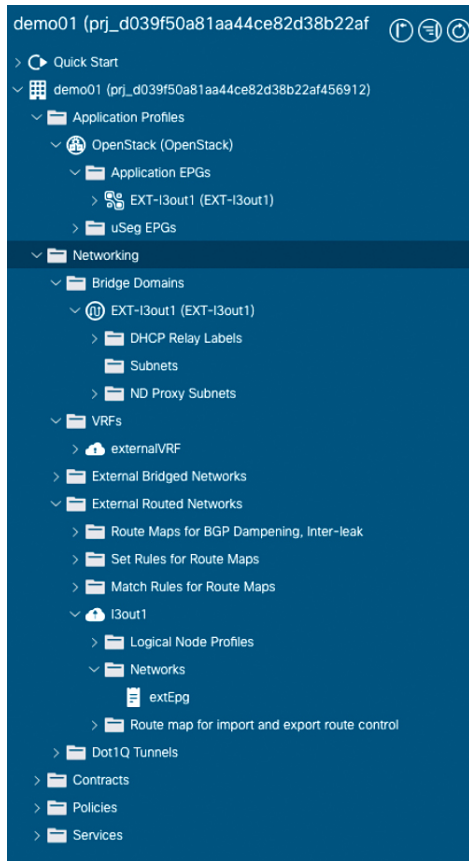 demo01 (prj_d039f50a81aa44ce82d38b22af
Quick Start
demo01 (prj_d039f50a81aa44ce82d38b22af456912)
Application Profiles
OpenStack (OpenStack)
Application EPGs
EXT-l3out1 (EXT-l3out1)
uSeg EPGs
Networking
Bridge Domains
EXT-l3out1 (EXT-l3out1)
DHCP Relay Labels
Subnets
ND Proxy Subnets
VRFs
externalVRF
External Bridged Networks
External Routed Networks
Route Maps for BGP Dampening, Inter-leak
Set Rules for Route Maps
Match Rules for Route Maps
l3out1
Logical Node Profiles
Networks
extEpg
Route map for import and export route control
Dot1Q Tunnels
Contracts
Policies
Services